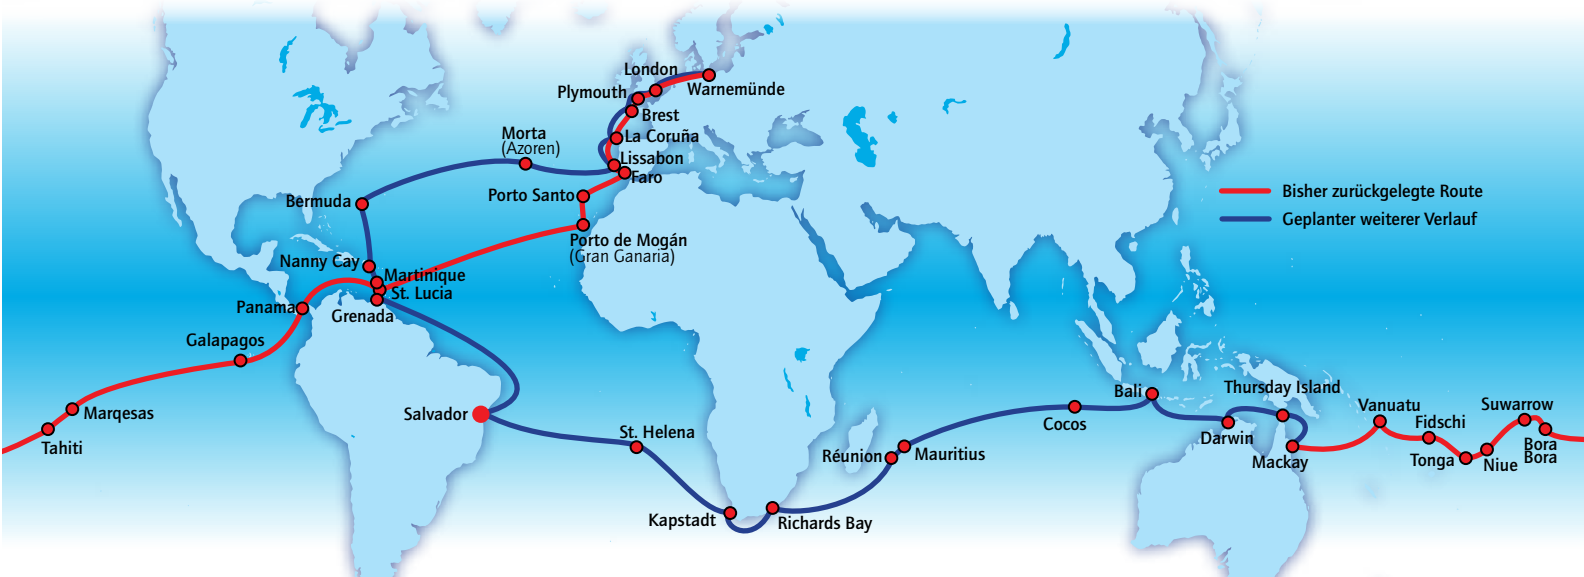 London
Warnemünde
Plymouth
Brest
Morta
(Azoren)
La Coruña
Lissabon
Faro
Porto Santo
Bermuda
Bisher zurückgelegte Route
Geplanter weiterer Verlauf
Porto de Mogán
(Gran Ganaria)
Nanny Cay
Martinique
St. Lucia
Panama
Grenada
Galapagos
Marqesas
Tahiti
Salvador
St. Helena
Kapstadt
Richards Bay
Réunion
Mauritius
Cocos
Bali
Thursday Island
Darwin
Mackay
Vanuatu
Fidschi
Tonga
Niue
Suwarrow
Bora
Bora